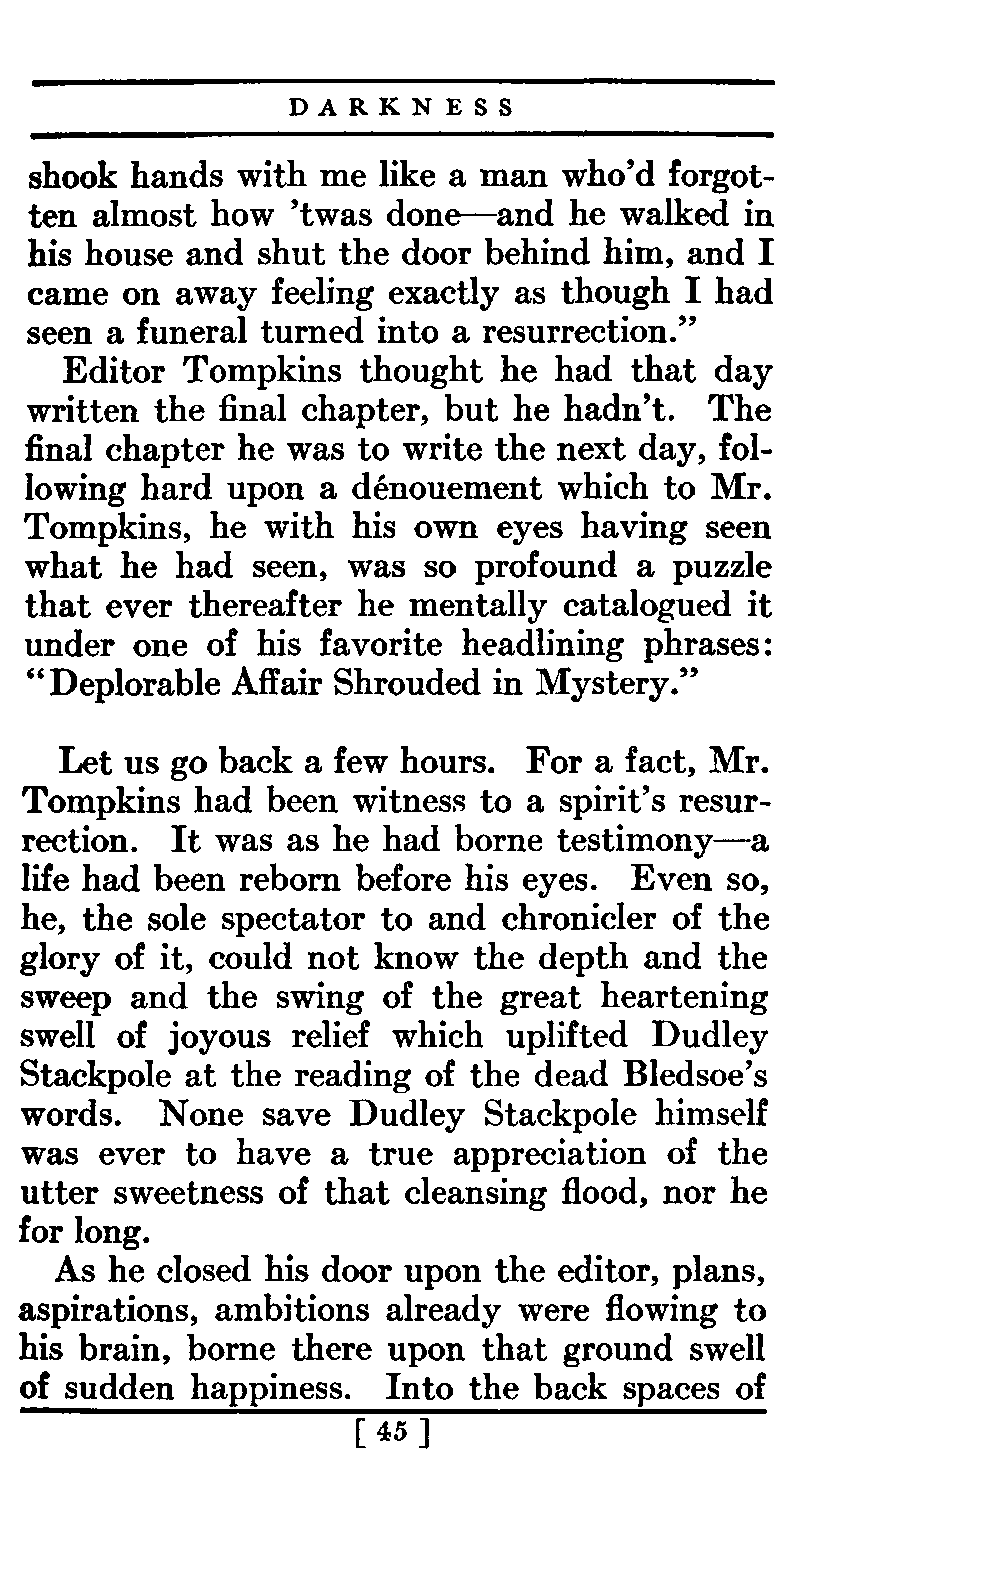 DARKNESS
shook hands with me like a man who'd forgot-
ten almost how 'twas done—and he walked in
his house and shut the door behind him, and I
came on away feeling exactly as though I had
seen a funeral turned into a resurrection.”
Editor Tompkins thought he had that day
written the final chapter, but he hadn't. The
final chapter he was to write the next day, fol-
lowing hard upon a dénouement which to Mr.
Tompkins, he with his own eyes having seen
what he had seen, was so profound a puzzle
that ever thereafter he mentally catalogued it
under one of his favorite headlining phrases:
“Deplorable Affair Shrouded in Mystery.”
Let us go back a few hours. For a fact, Mr.
Tompkins had been witness to a spirit's resur-
rection. It was as he had borne testimony—a
life had been reborn before his eyes. Even so,
he, the sole spectator to and chronicler of the
glory of it, could not know the depth and the
sweep and the swing of the great heartening
swell of joyous relief which uplifted Dudley
Stackpole at the reading of the dead Bledsoe's
words. None save Dudley Stackpole himself
was ever to have a true appreciation of the
utter sweetness of that cleansing flood, nor he
for long.
As he closed his door upon the editor, plans,
aspirations, ambitions already were flowing to
his brain, borne there upon that ground swell
of sudden happiness. Into the back spaces of
[ 45 ]